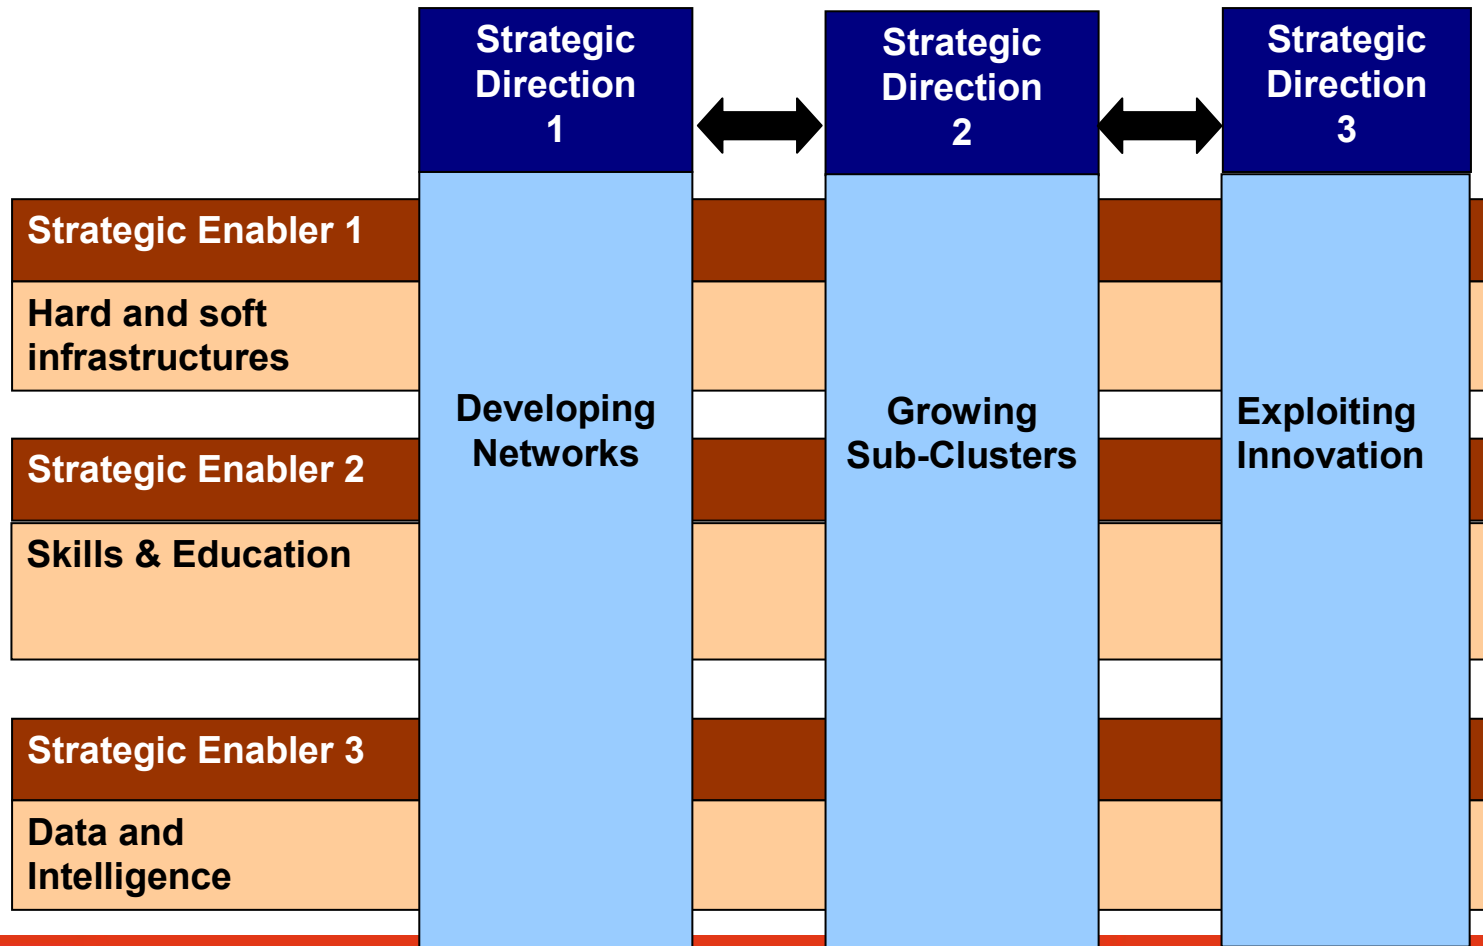 Strategic
Direction
1
Strategic
Direction
2
Strategic
Direction
3
Strategic Enabler 1
Hard and soft
infrastructures
Developing
Networks
Growing
Sub-Clusters
Exploiting
Innovation
Strategic Enabler 2
Skills & Education
Strategic Enabler 3
Data and
Intelligence